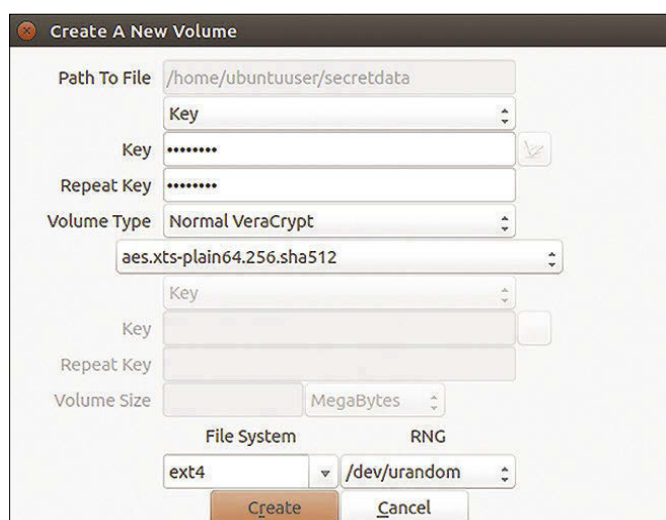 Create A New Volume
Path To File /home/ubuntuuser/secretdata
Key
Key ••••••••
Repeat Key ••••••••
Volume Type Normal VeraCrypt
aes.xts-plain64.256.sha512
Key
Key
Repeat Key
Volume Size MegaBytes
File System RNG
ext4 /dev/urandom
Create Cancel